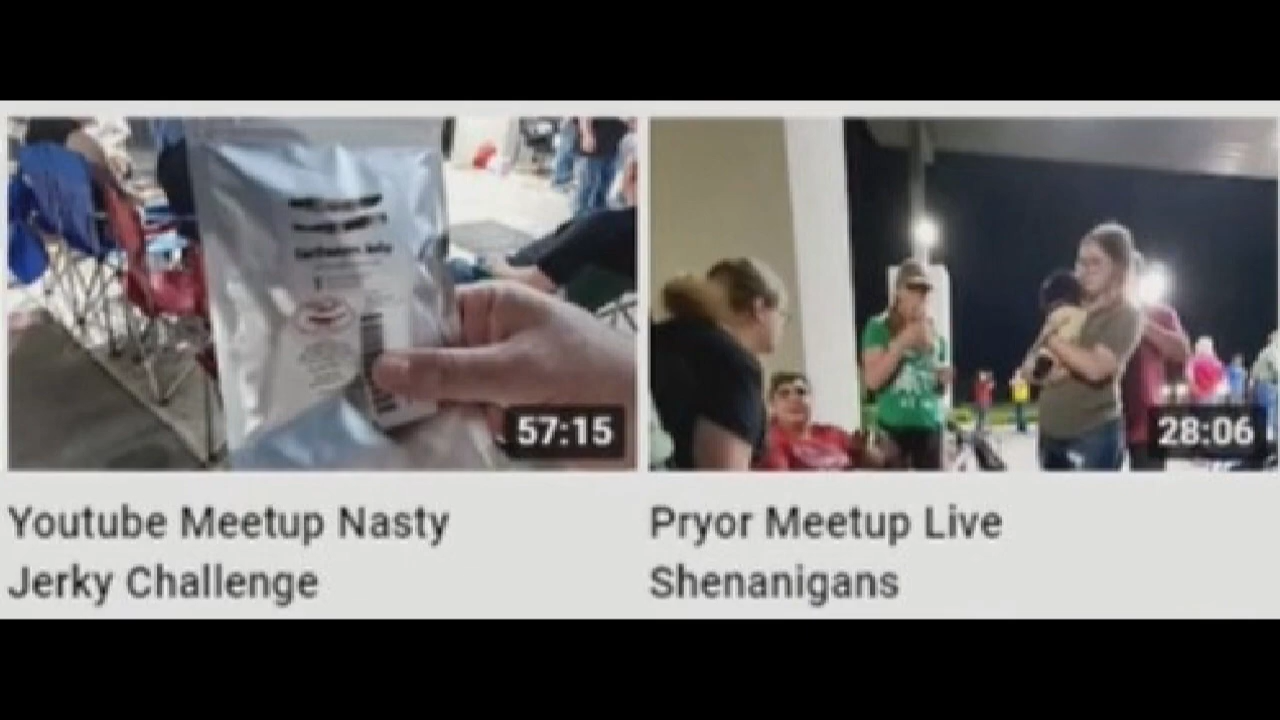 57:15
28:06
Youtube Meetup Nasty
Jerky Challenge
Pryor Meetup Live
Shenanigans